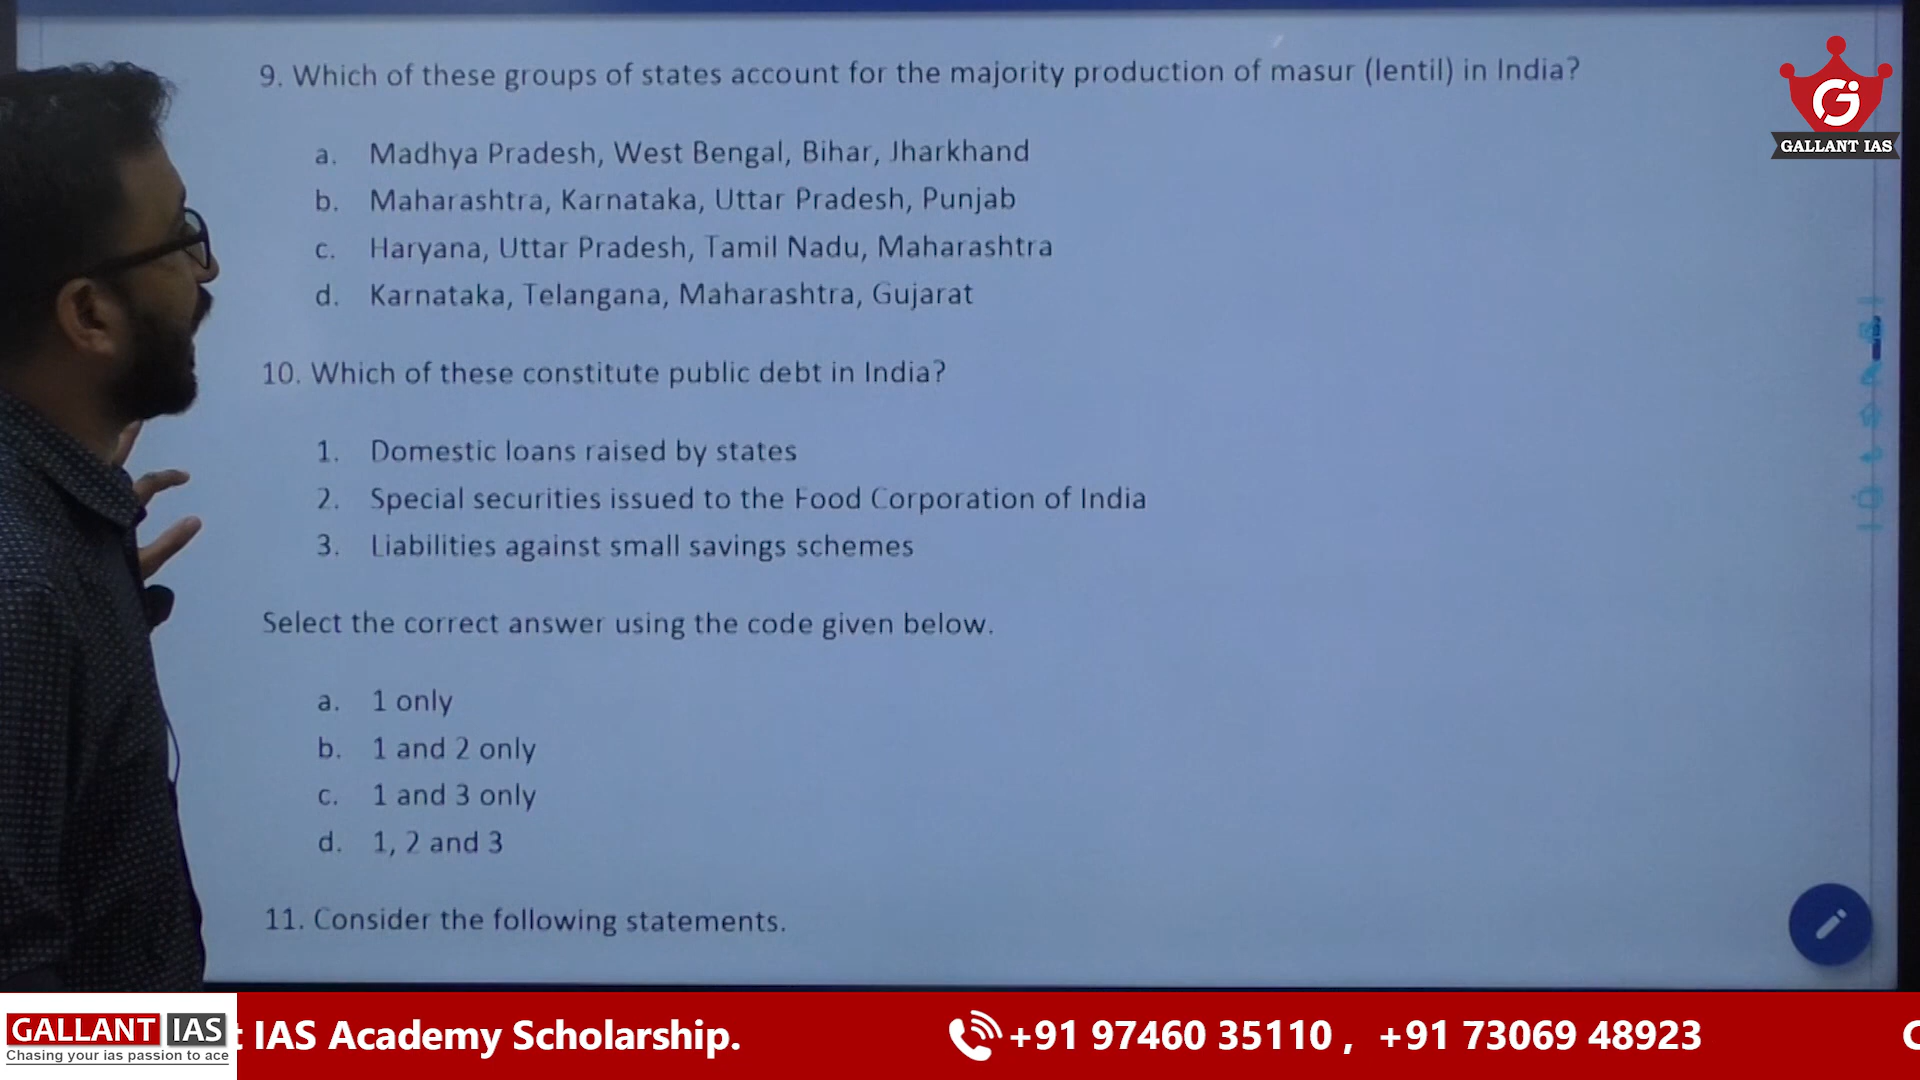 9. Which of these groups of states account for the majority production of masur (lentil) in India?
a. Madhya Pradesh, West Bengal, Bihar, Jharkhand
b. Maharashtra, Karnataka, Uttar Pradesh, Punjab
c. Haryana, Uttar Pradesh, Tamil Nadu, Maharashtra
d. Karnataka, Telangana, Maharashtra, Gujarat
10. Which of these constitute public debt in India?
1. Domestic loans raised by states
2. Special securities issued to the Food Corporation of India
3. Liabilities against small savings schemes
Select the correct answer using the code given below.
a. 1 only
b. 1 and 2 only
c. 1 and 3 only
d. 1, 2 and 3
11. Consider the following statements.
GALLANT IAS
GALLANT IAS
Chasing your ias passion to ace
IAS Academy Scholarship.
+91 97460 35110 , +91 73069 48923